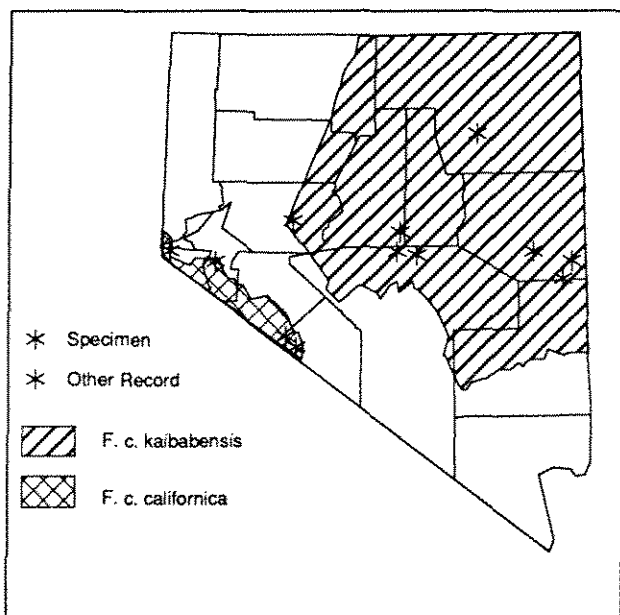 Specimen
Other Record
F. c. kaibabensis
F. c. californica